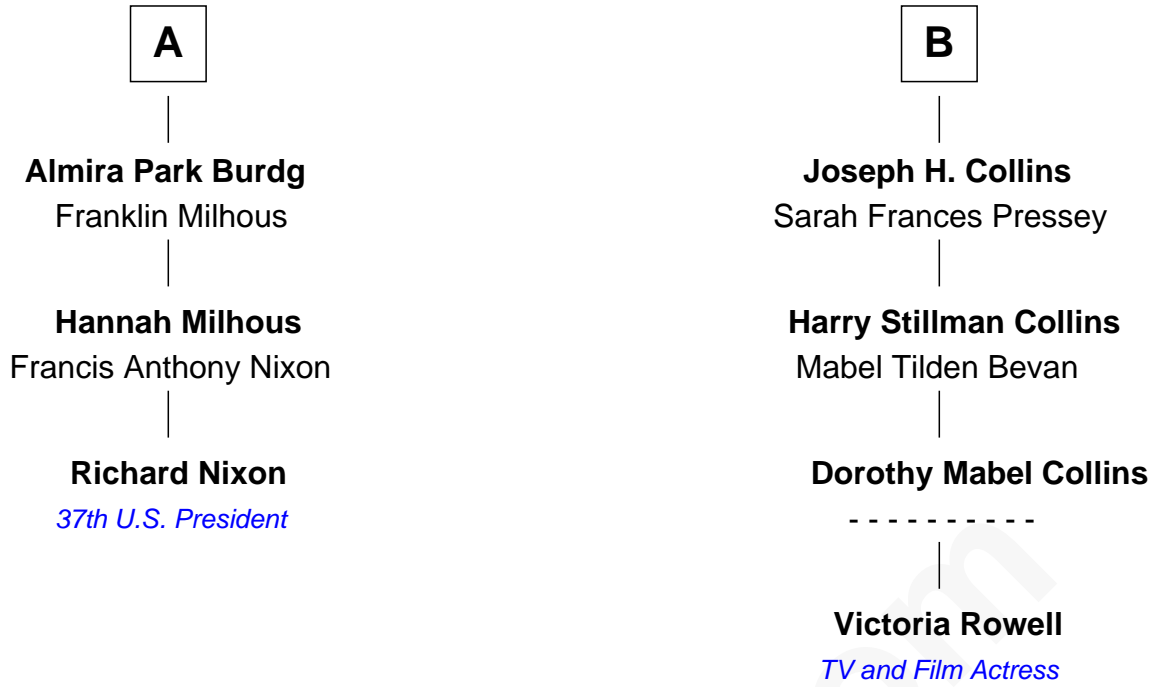 A
Almira Park Burdg
Franklin Milhous
Hannah Milhous
Francis Anthony Nixon
Richard Nixon
37th U.S. President
B
Joseph H. Collins
Sarah Frances Pressey
Harry Stillman Collins
Mabel Tilden Bevan
Dorothy Mabel Collins
- - - - - - - - - -
Victoria Rowell
TV and Film Actress